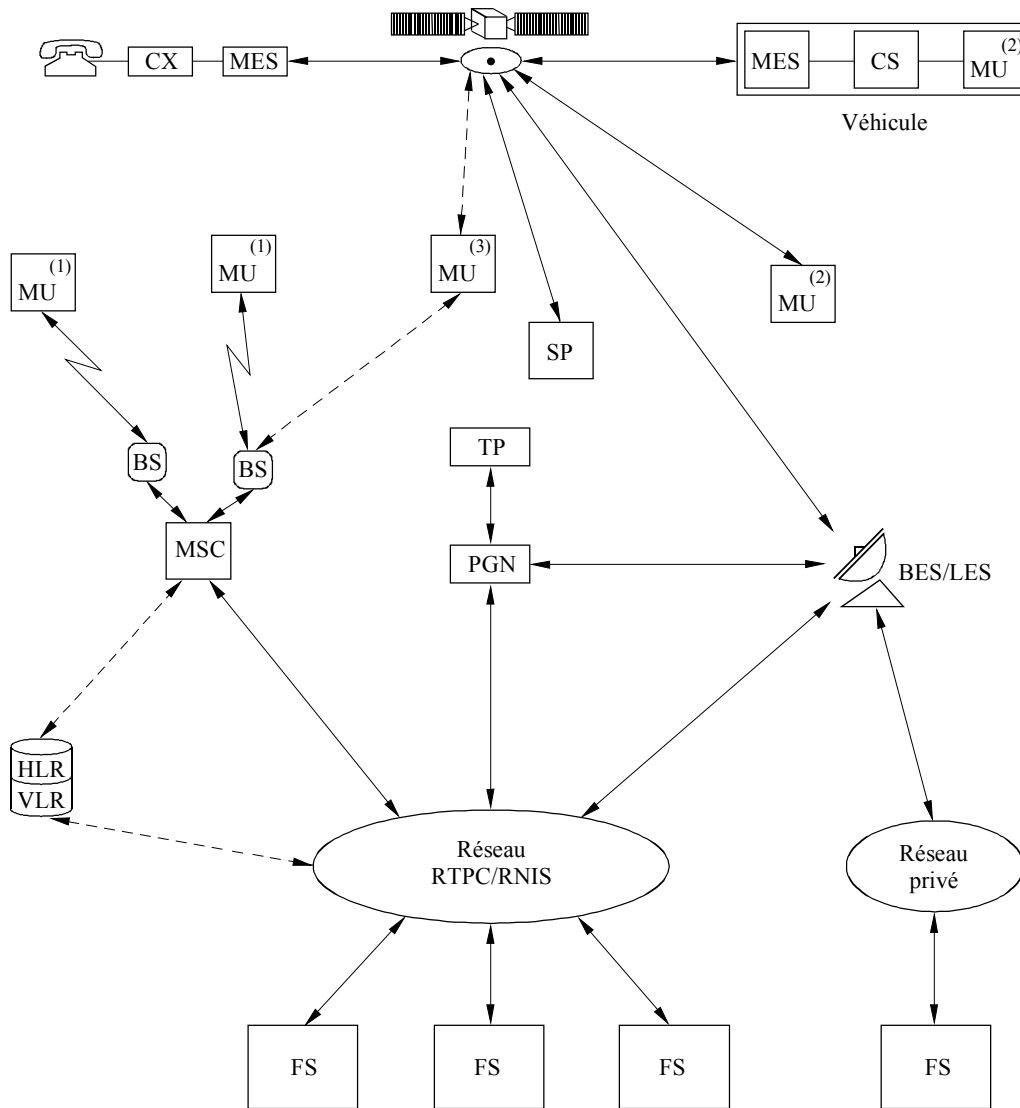 CX
MES
MES
CS
(2)
MU
Véhicule
(1)
MU
(1)
MU
(3)
MU
(2)
MU
SP
BS
BS
TP
MSC
PGN
BES/LES
HLR
VLR
Réseau
RTPC/RNIS
Réseau
privé
FS
FS
FS
FS